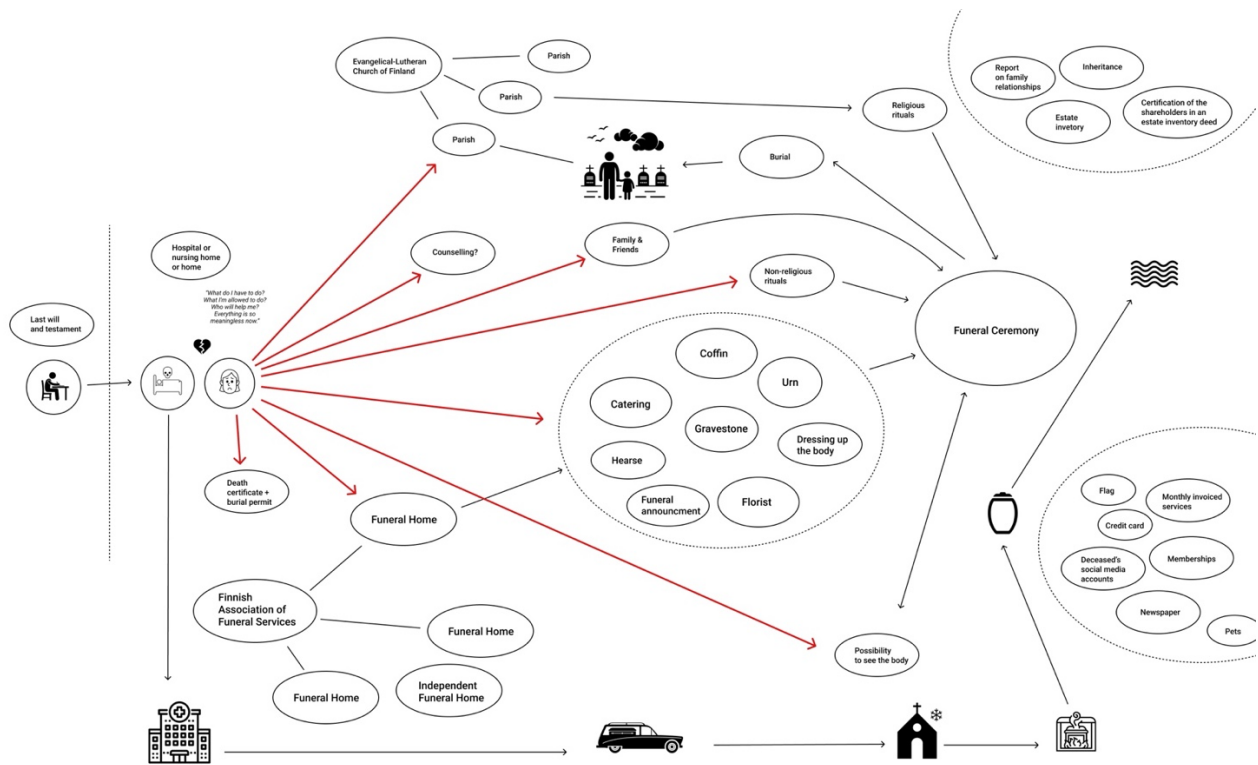 Evangelical-Lutheran
Church of Finland
Parish
Parish
Parish
Religious
rituals
Report
on family
relationships
Inheritance
Estate
invetory
Certification of the
shareholders in an
estate inventory deed
Burial
Hospital or
nursing home
or home
Counselling?
Family &
Friends
Non-religious
rituals
"What do I have to do?
What I'm allowed to do?
Who will help me?
Everything is so
meaningless now."
Last will
and testament
Funeral Ceremony
Coffin
Urn
Catering
Gravestone
Dressing up
the body
Hearse
Funeral
announcment
Florist
Death
certificate +
burial permit
Funeral Home
Flag
Monthly invoiced
services
Credit card
Deceased's
social media
accounts
Memberships
Newspaper
Pets
Finnish
Association of
Funeral Services
Funeral Home
Funeral Home
Independent
Funeral Home
Possibility
to see the body